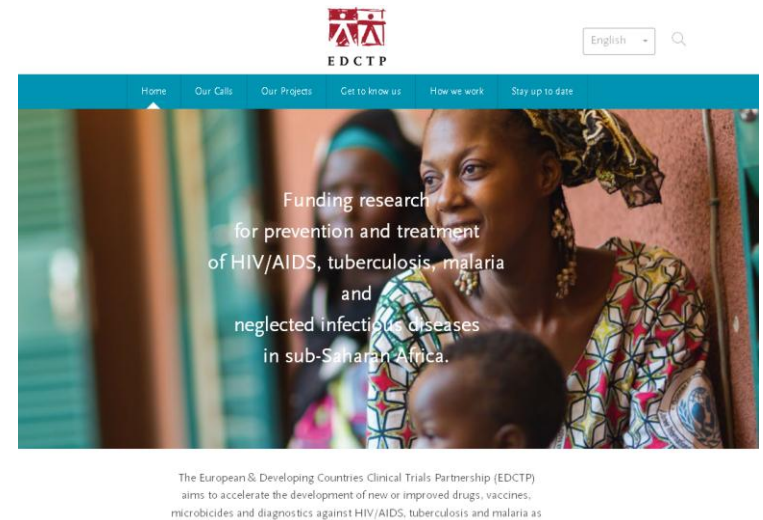 EDCTP
English
Home Our Calls Our Projects Get to know us How we work Stay up to date
Funding research
for prevention and treatment
of HIV/AIDS, tuberculosis, malaria
and
neglected infectious diseases
in sub-Saharan Africa.
The European & Developing Countries Clinical Trials Partnership (EDCTP)
aims to accelerate the development of new or improved drugs, vaccines,
microbicides and diagnostics against HIV/AIDS, tuberculosis and malaria as